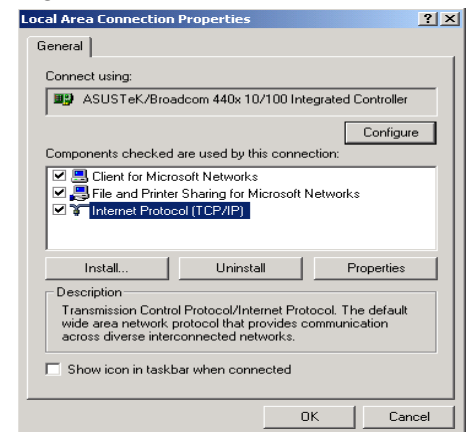 Local Area Connection Properties
General
Connect using:
ASUSTeK/Broadcom 440x 10/100 Integrated Controller
Configure
Components checked are used by this connection:
Client for Microsoft Networks
File and Printer Sharing for Microsoft Networks
Internet Protocol (TCP/IP)
Install... Uninstall Properties
Description
Transmission Control Protocol/Internet Protocol. The default
wide area network protocol that provides communication
across diverse interconnected networks.
Show icon in taskbar when connected
OK Cancel